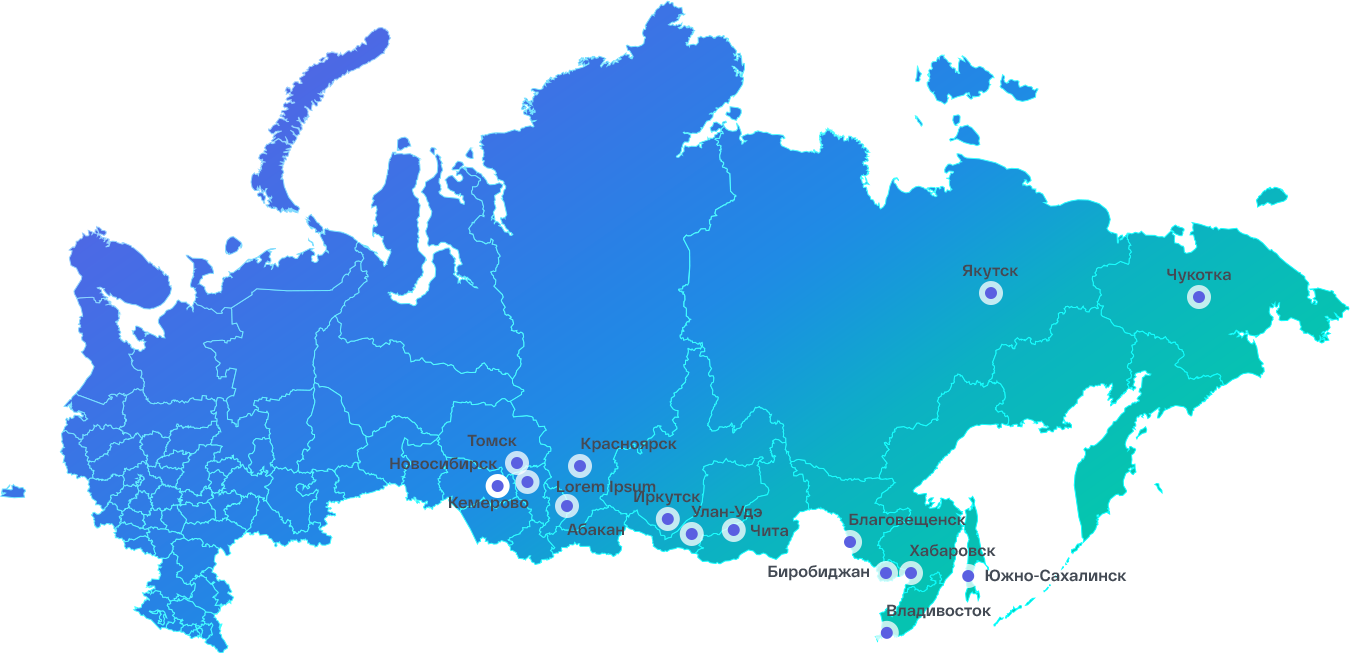 Якутск
Чукотка
Томск
Красноярск
Новосибирск
Lorem Ipsum
Иркутск
Кемерово
Улан-Удэ
Благовещенск
Абакан
Чита
Хабаровск
Биробиджан
Южно-Сахалинск
Владивосток